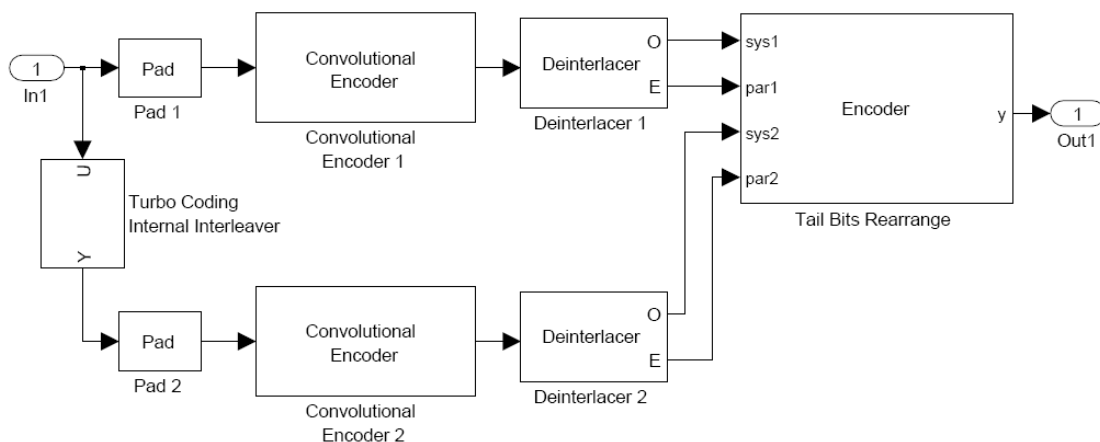 1
In1
Pad
Pad 1
Convolutional
Encoder
Convolutional
Encoder 1
Deinterlacer
O
E
Deinterlacer 1
sys1
par1
sys2
par2
Encoder
y
Tail Bits Rearrange
1
Out1
U
Y
Turbo Coding
Internal Interleaver
Pad
Pad 2
Convolutional
Encoder
Convolutional
Encoder 2
Deinterlacer
O
E
Deinterlacer 2